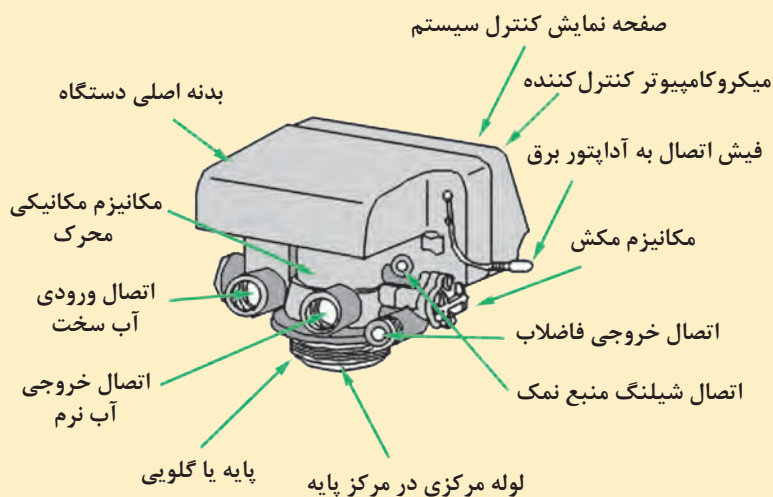 صفحه نمایش کنترل سیستم
میکروکامپیوتر کنترل‌کننده
بدنه اصلی دستگاه
فیش اتصال به آداپتور برق
مکانیزم مکانیکی
محرک
مکانیزم مکش
اتصال ورودی
آب سخت
اتصال خروجی فاضلاب
اتصال خروجی
آب نرم
اتصال شیلنگ منبع نمک
پایه یا گلویی
لوله مرکزی در مرکز پایه